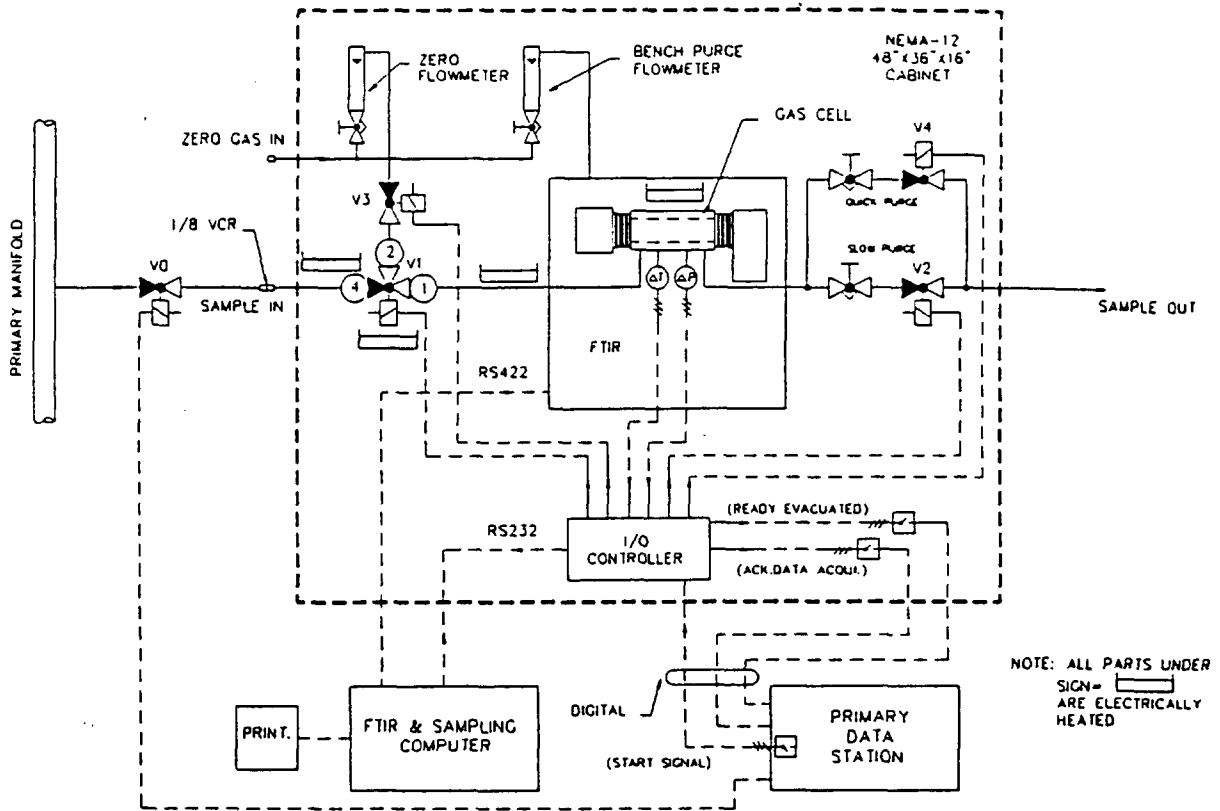 NEMA-12
48"x36"x16"
CABINET
ZERO
FLOWMETER
BENCH PURGE
FLOWMETER
ZERO GAS IN
GAS CELL
V4
V3
1/8 VCR
QUICK PURGE
SLOW PURGE
PRIMARY MANIFOLD
V0
SAMPLE IN
4
2
V1
1
ΔT
ΔP
V2
SAMPLE OUT
FTIR
RS422
RS232
I/O
CONTROLLER
(READY EVACUATED)
(ACK.DATA ACQUI.)
NOTE: ALL PARTS UNDER
SIGN=
ARE ELECTRICALLY
HEATED
DIGITAL
PRINT.
FTIR & SAMPLING
COMPUTER
(START SIGNAL)
PRIMARY
DATA
STATION